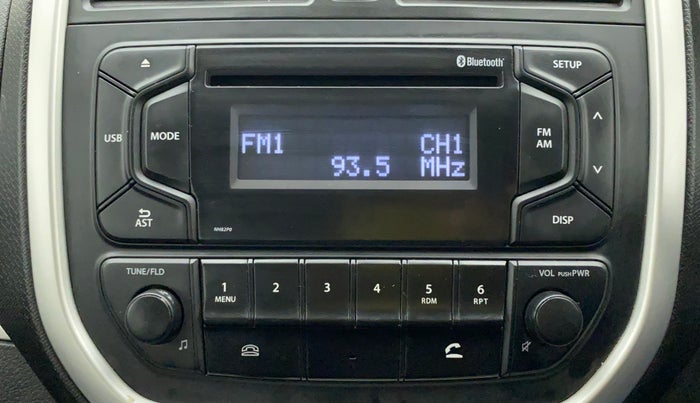 Bluetooth
SETUP
USB
MODE
FM1 CH1
93.5 MHz
FM
AM
AST
NH82P0
DISP
TUNE/FLD
1
MENU
2
3
4
5
RDM
6
RPT
VOL PUSH PWR